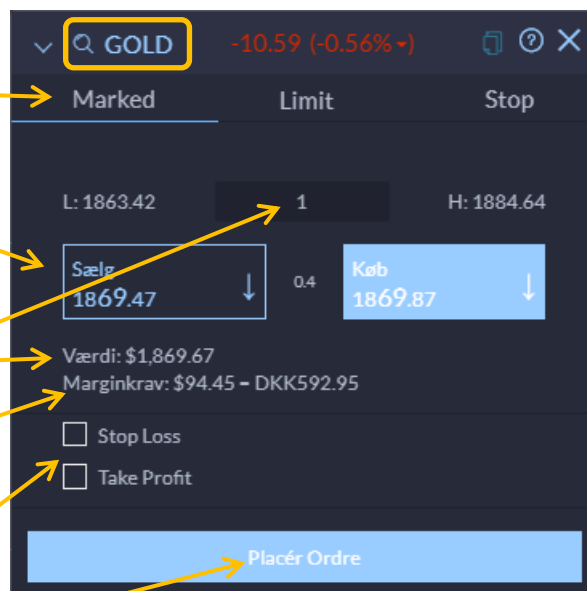 GOLD -10.59 (-0.56%)
Marked Limit Stop
L: 1863.42 1 H: 1884.64
Sælg 0.4 Køb
1869.47 1869.87
Værdi: $1,869.67
Marginkrav: $94.45 – DKK592.95
Stop Loss
Take Profit
Placér Ordre